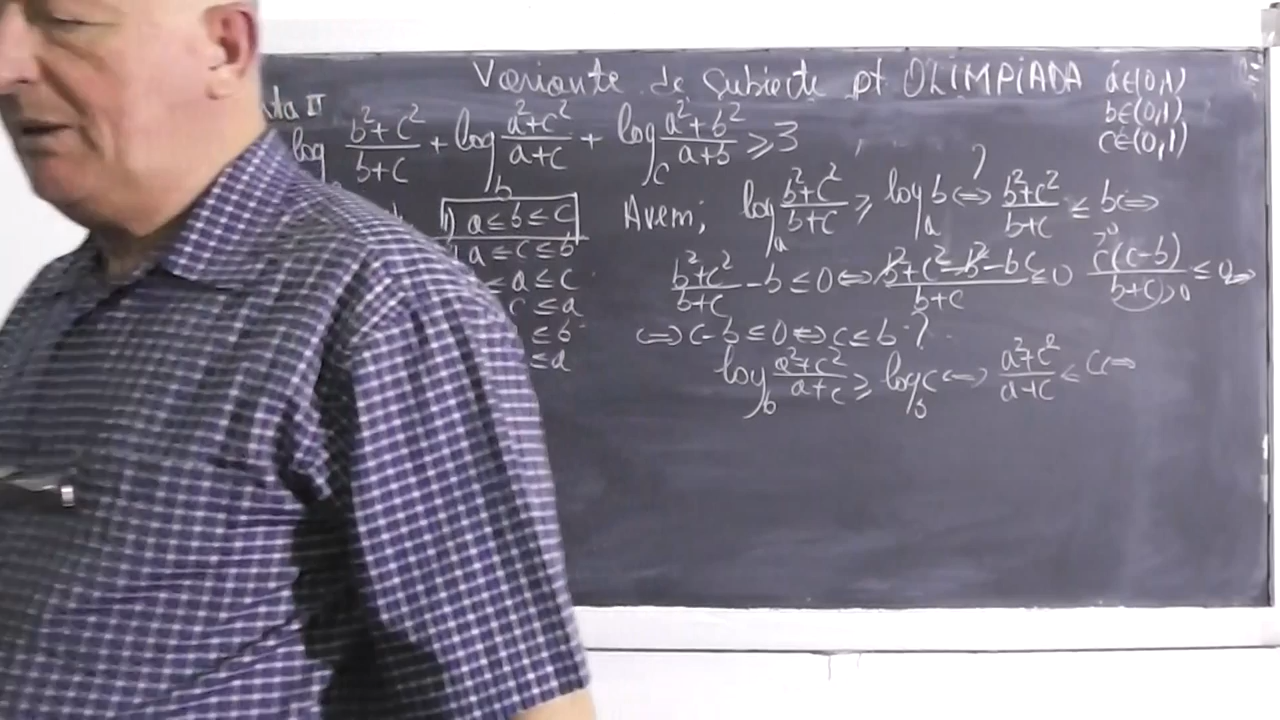 Variante de subiecte pt OLIMPIADA a∈(0,1)
b∈(0,1)
c∈(0,1)
II
log (b²+c²)/(b+c) + log_b (a²+c²)/(a+c) + log_c (a²+b²)/(a+b) ≥ 3
1) a ≤ b ≤ c
a ≤ c ≤ b
≤ a ≤ c
c ≤ a
≤ b
≤ a
Avem; log_a (b²+c²)/(b+c) ≥ log_a b ⇔ (b²+c²)/(b+c) ≤ b ⇔
?
(b²+c²)/(b+c) - b ≤ 0 ⇔ (b²+c²-b²-bc)/(b+c) ≤ 0 c(c-b)/(b+c)>0 ≤ 0 ⇔
⇔ c-b ≤ 0 ⇔ c ≤ b ?
log_b (a²+c²)/(a+c) ≥ log_b c ⇔ (a²+c²)/(a+c) ≤ c ⇔